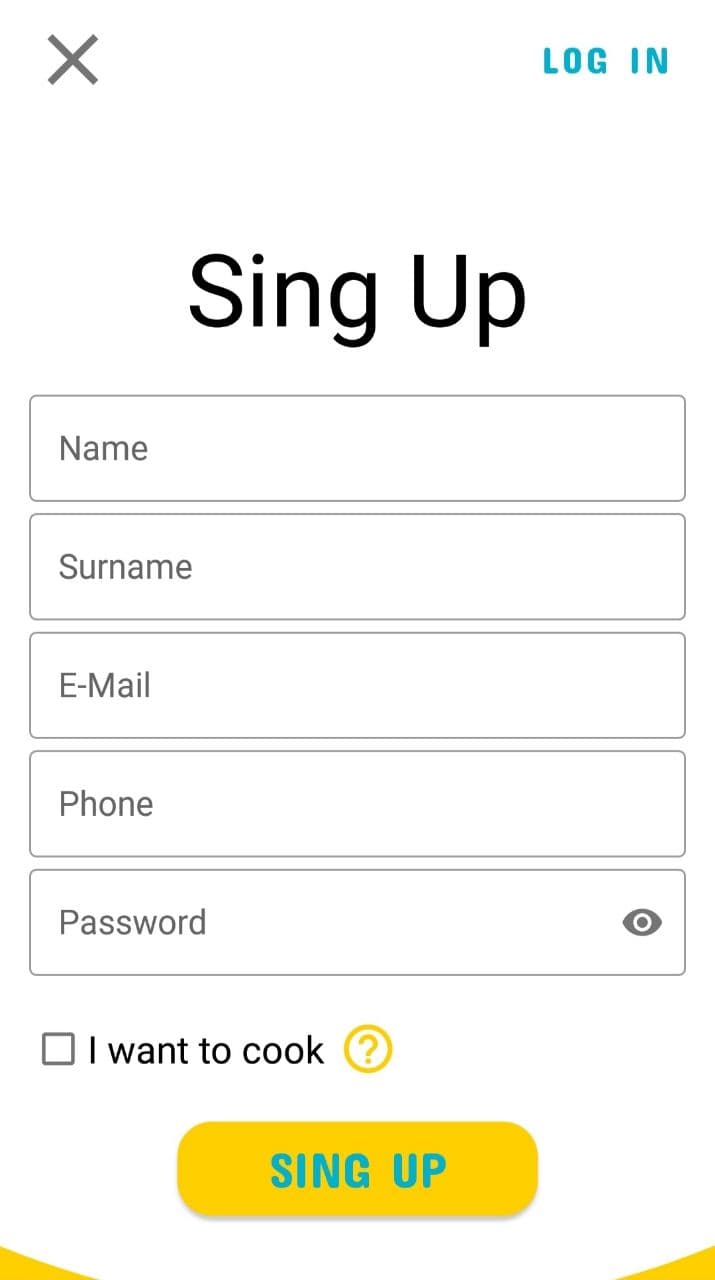 LOG IN
Sing Up
Name
Surname
E-Mail
Phone
Password
I want to cook ?
SING UP